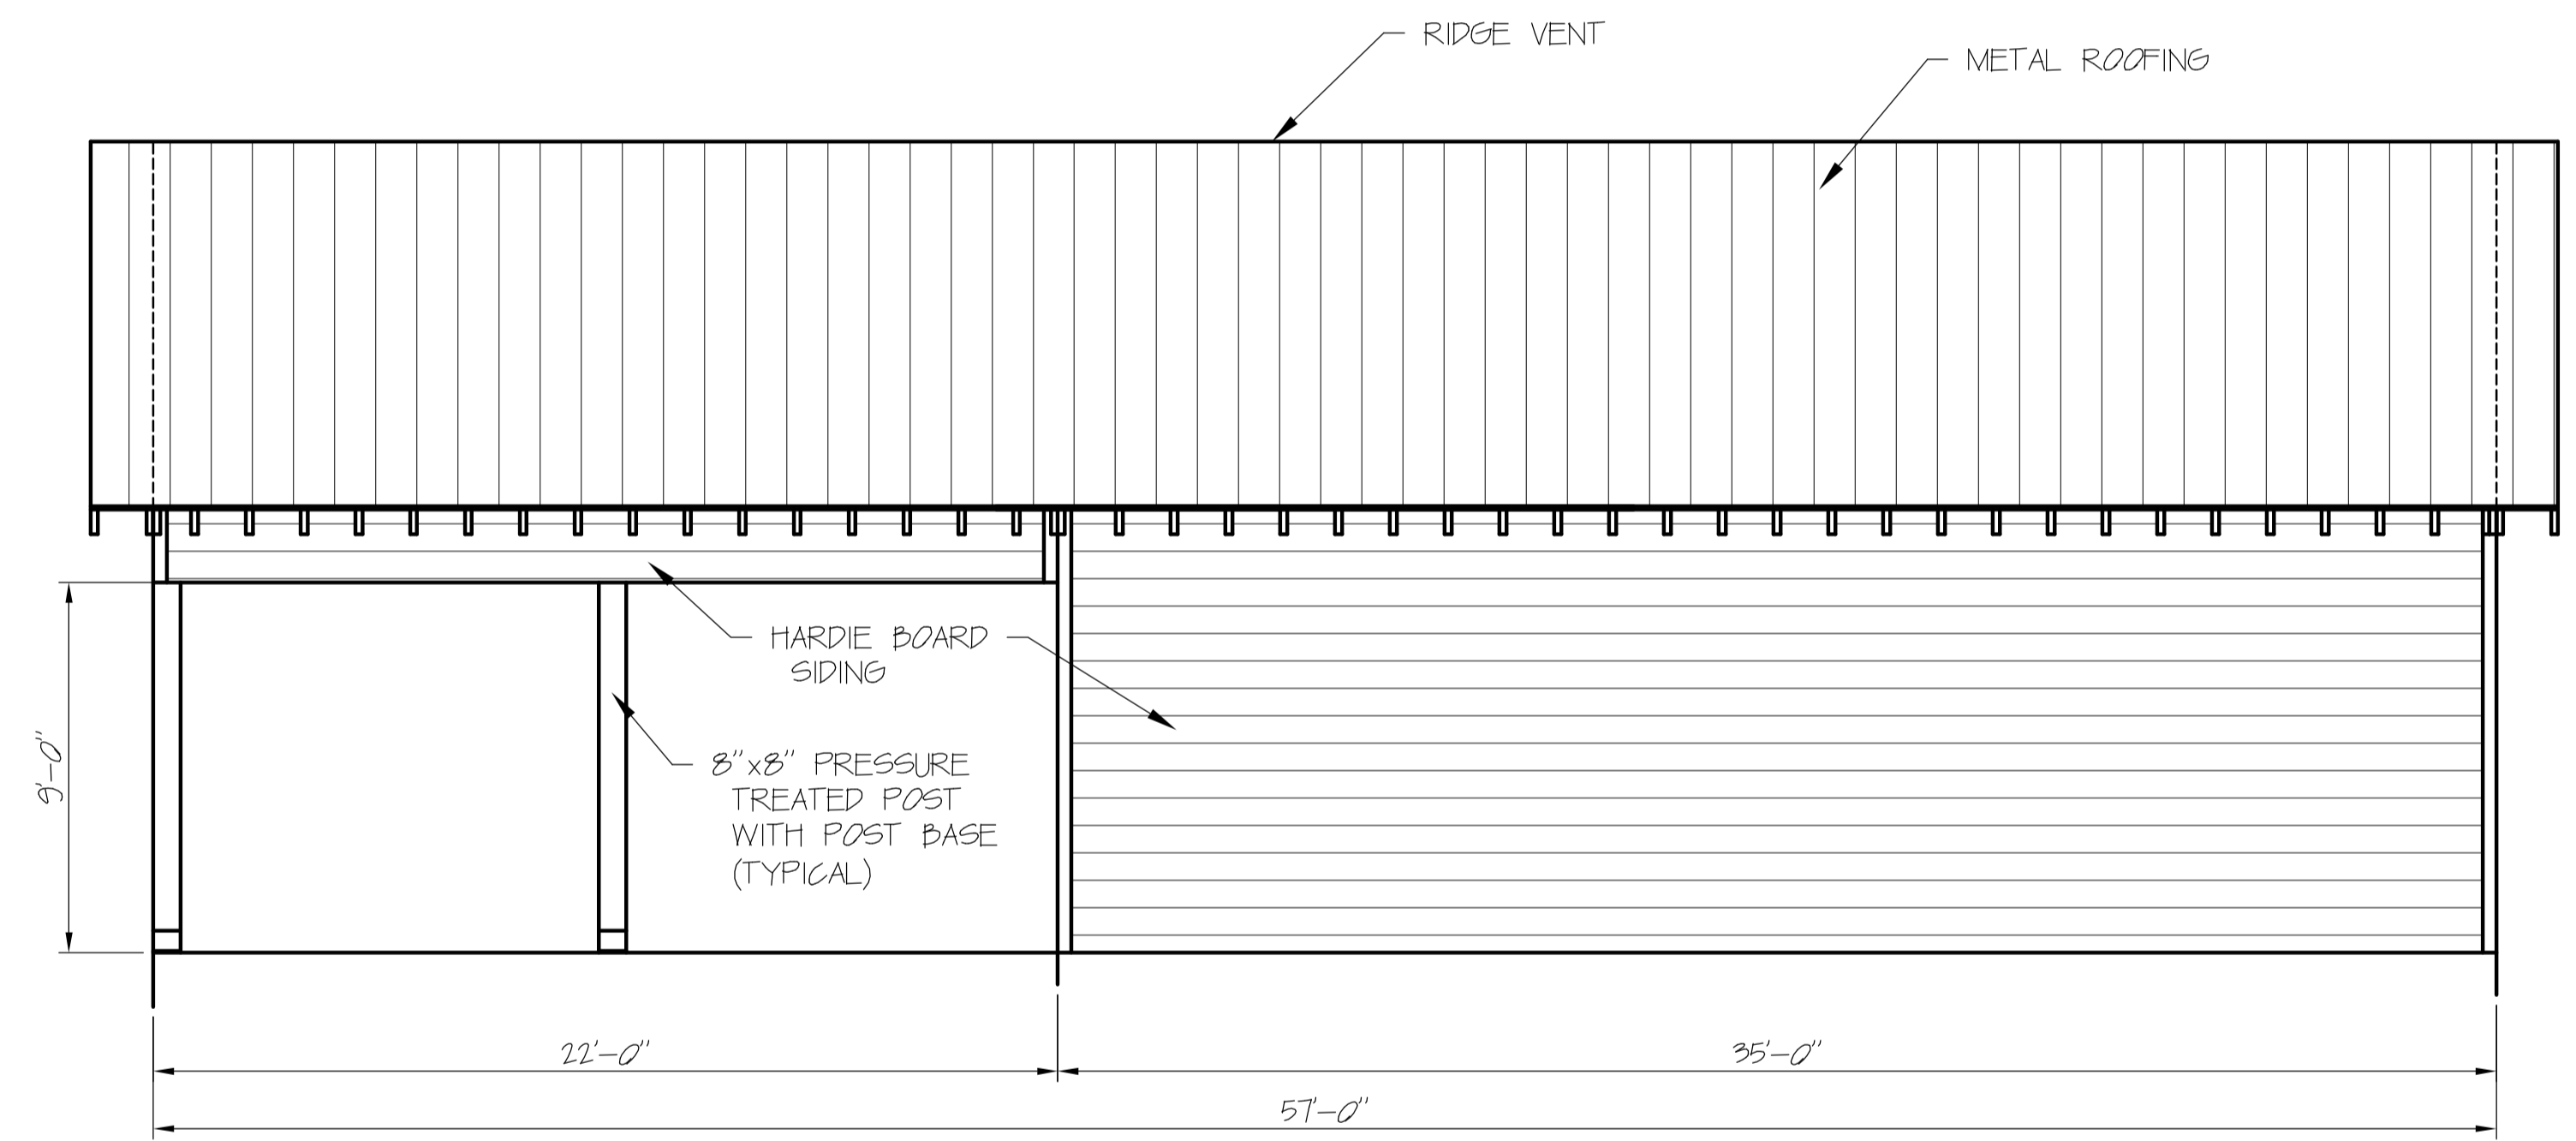 RIDGE VENT
METAL ROOFING
HARDIE BOARD
SIDING
8"x8" PRESSURE
TREATED POST
WITH POST BASE
(TYPICAL)
9'-0"
22'-0"
35'-0"
57'-0"